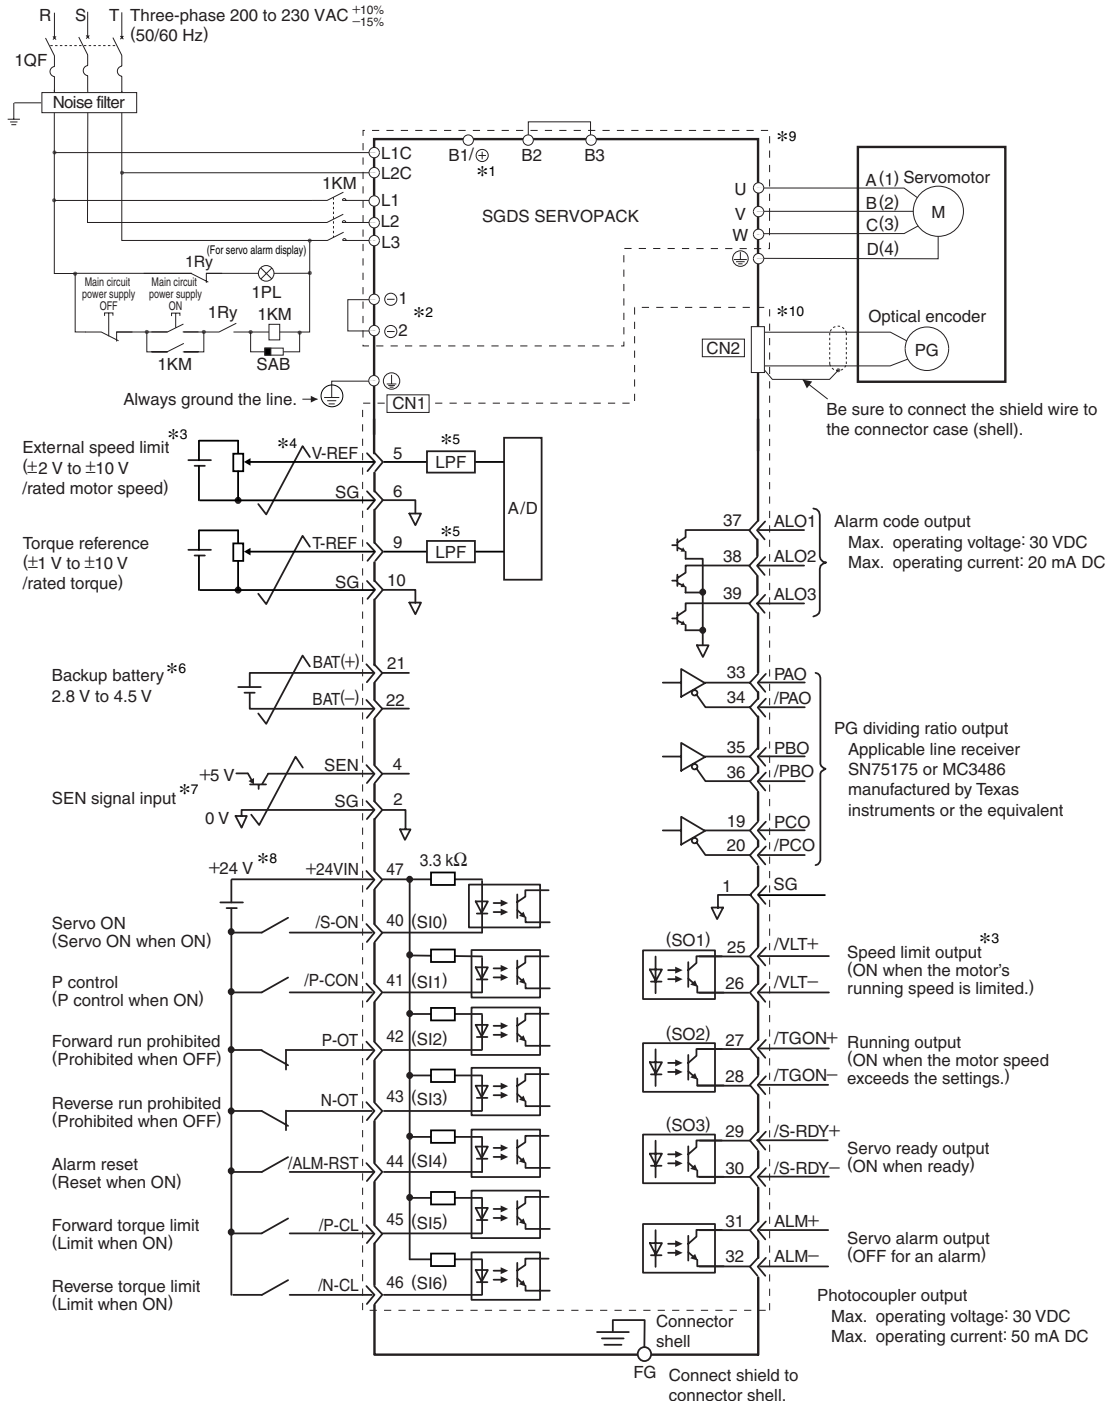 R S T Three-phase 200 to 230 VAC +10% −15%
(50/60 Hz)
1QF
Noise filter
L1C
L2C
1KM
L1
L2
L3
B1/⊕
*1
B2
B3
*9
SGDS SERVOPACK
U
V
W
A(1)
B(2)
C(3)
D(4)
Servomotor
M
(For servo alarm display)
1Ry
1PL
Main circuit
power supply
OFF
Main circuit
power supply
ON
1Ry
1KM
1KM
SAB
⊖1
⊖2
*2
*10
CN2
Optical encoder
PG
Always ground the line.
CN1
Be sure to connect the shield wire to
the connector case (shell).
External speed limit *3
(±2 V to ±10 V
/rated motor speed)
*4
V-REF
5
*5
LPF
SG
6
A/D
Torque reference
(±1 V to ±10 V
/rated torque)
T-REF
9
*5
LPF
SG
10
37 ALO1
38 ALO2
39 ALO3
Alarm code output
Max. operating voltage: 30 VDC
Max. operating current: 20 mA DC
Backup battery *6
2.8 V to 4.5 V
BAT(+) 21
BAT(−) 22
33 PAO
34 /PAO
35 PBO
36 /PBO
19 PCO
20 /PCO
PG dividing ratio output
Applicable line receiver
SN75175 or MC3486
manufactured by Texas
instruments or the equivalent
SEN signal input *7
+5 V
0 V
SEN 4
SG 2
1 SG
+24 V *8
+24VIN 47
3.3 kΩ
Servo ON
(Servo ON when ON)
/S-ON 40 (SI0)
P control
(P control when ON)
/P-CON 41 (SI1)
Forward run prohibited
(Prohibited when OFF)
P-OT 42 (SI2)
Reverse run prohibited
(Prohibited when OFF)
N-OT 43 (SI3)
Alarm reset
(Reset when ON)
/ALM-RST 44 (SI4)
Forward torque limit
(Limit when ON)
/P-CL 45 (SI5)
Reverse torque limit
(Limit when ON)
/N-CL 46 (SI6)
(SO1) 25 /VLT+
26 /VLT−
Speed limit output *3
(ON when the motor's
running speed is limited.)
(SO2) 27 /TGON+
28 /TGON−
Running output
(ON when the motor speed
exceeds the settings.)
(SO3) 29 /S-RDY+
30 /S-RDY−
Servo ready output
(ON when ready)
31 ALM+
32 ALM−
Servo alarm output
(OFF for an alarm)
Photocoupler output
Max. operating voltage: 30 VDC
Max. operating current: 50 mA DC
Connector
shell
FG
Connect shield to
connector shell.